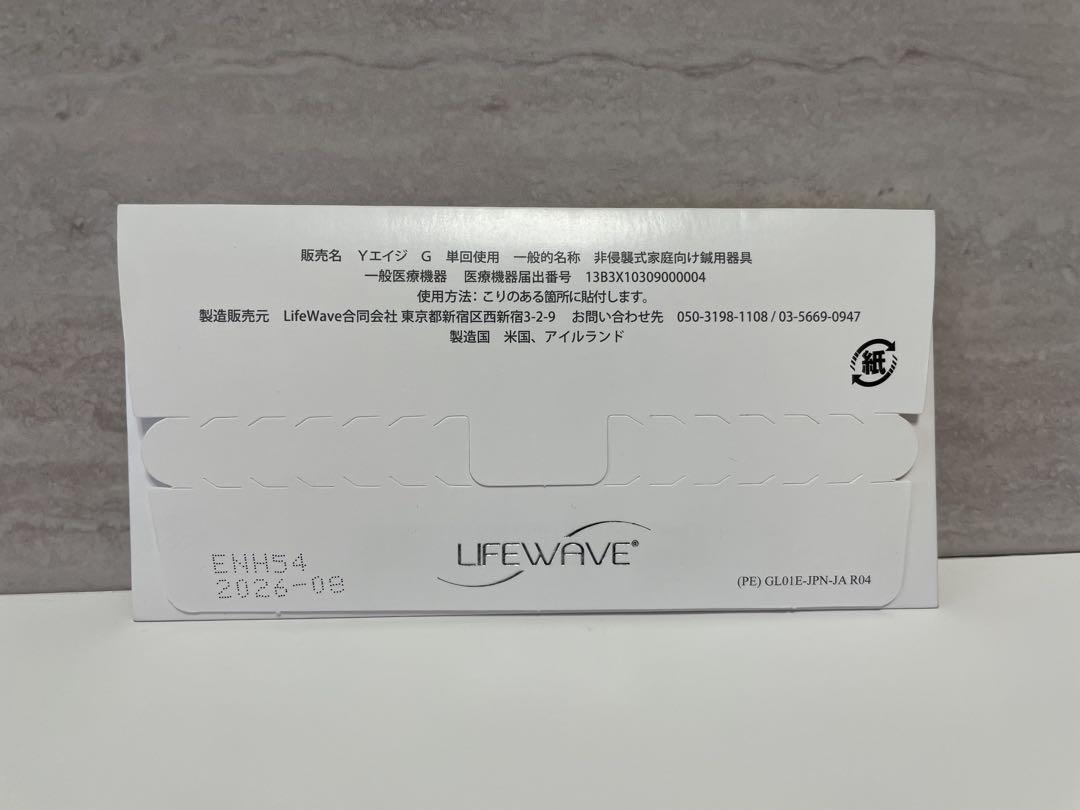 販売名　Yエイジ　G　単回使用　一般的名称　非侵襲式家庭向け鍼用器具
一般医療機器　医療機器届出番号　13B3X10309000004
使用方法：こりのある箇所に貼付します。
製造販売元　LifeWave合同会社 東京都新宿区西新宿3-2-9　お問い合わせ先　050-3198-1108 / 03-5669-0947
製造国　米国、アイルランド
紙
LIFEWAVE®
ENH54
2026-08
(PE) GL01E-JPN-JA R04